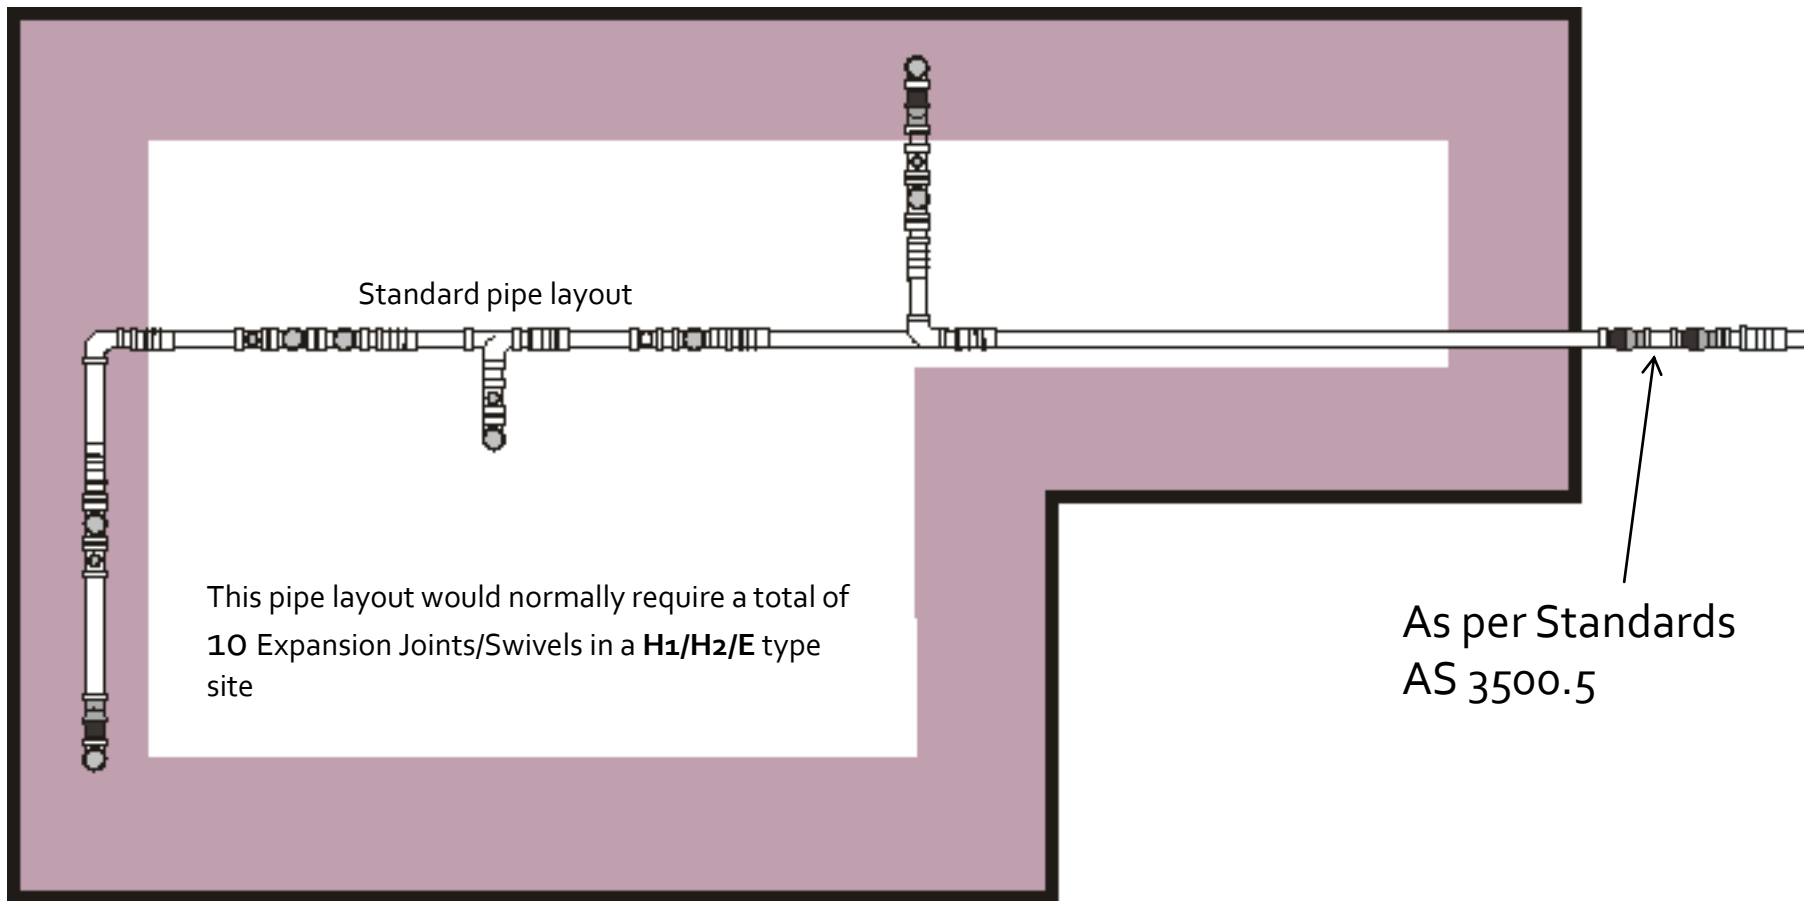 Standard pipe layout
This pipe layout would normally require a total of
10 Expansion Joints/Swivels in a H1/H2/E type
site
As per Standards
AS 3500.5